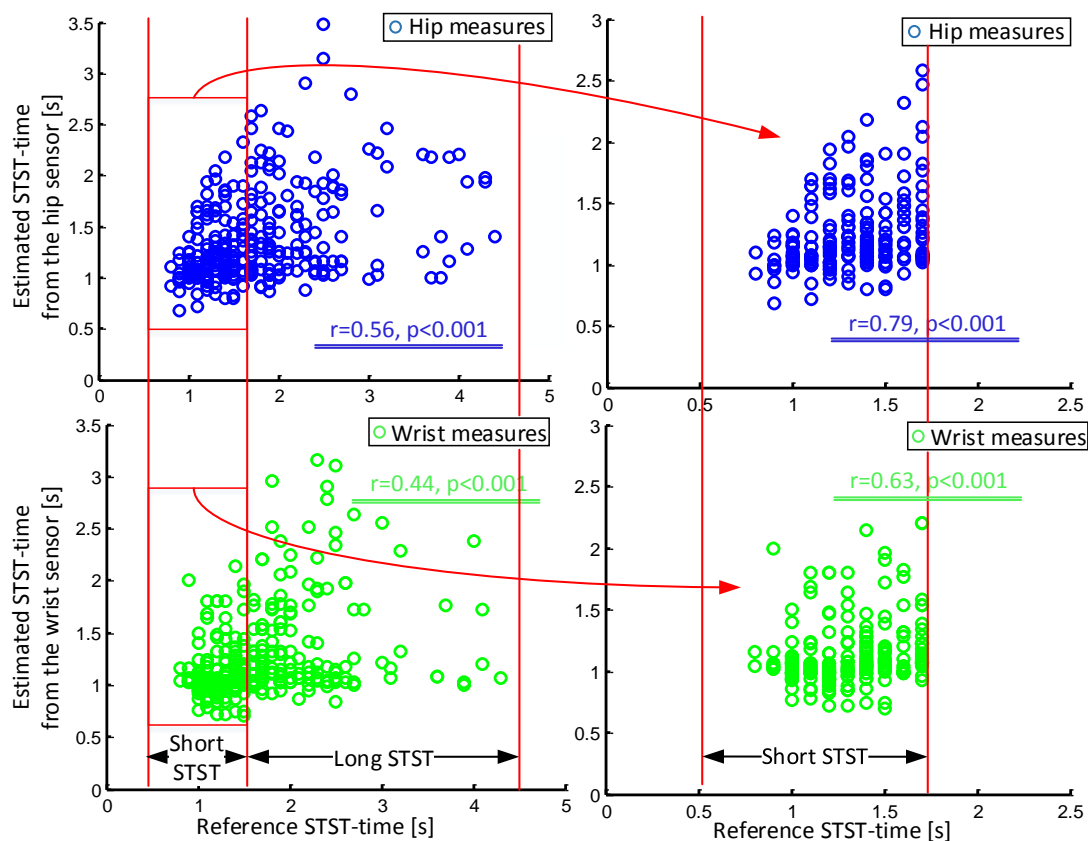 Hip measures
3.5
3
2.5
2
1.5
1
0.5
0
0 1 2 3 4 5
Estimated STST-time
from the hip sensor [s]
r=0.56, p<0.001
Hip measures
3
2.5
2
1.5
1
0.5
0
0 0.5 1 1.5 2 2.5
r=0.79, p<0.001
Wrist measures
3.5
3
2.5
2
1.5
1
0.5
0
0 1 2 3 4 5
Estimated STST-time
from the wrist sensor [s]
r=0.44, p<0.001
Short
STST
Long STST
Reference STST-time [s]
Wrist measures
3
2.5
2
1.5
1
0.5
0
0 0.5 1 1.5 2 2.5
r=0.63, p<0.001
Short STST
Reference STST-time [s]